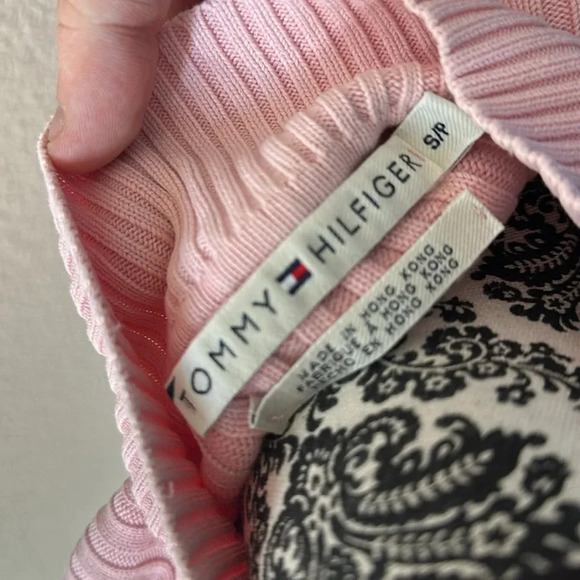 TOMMY HILFIGER
S/P
MADE IN HONG KONG
FABRIQUÉ À HONG KONG
HECHO EN HONG KONG